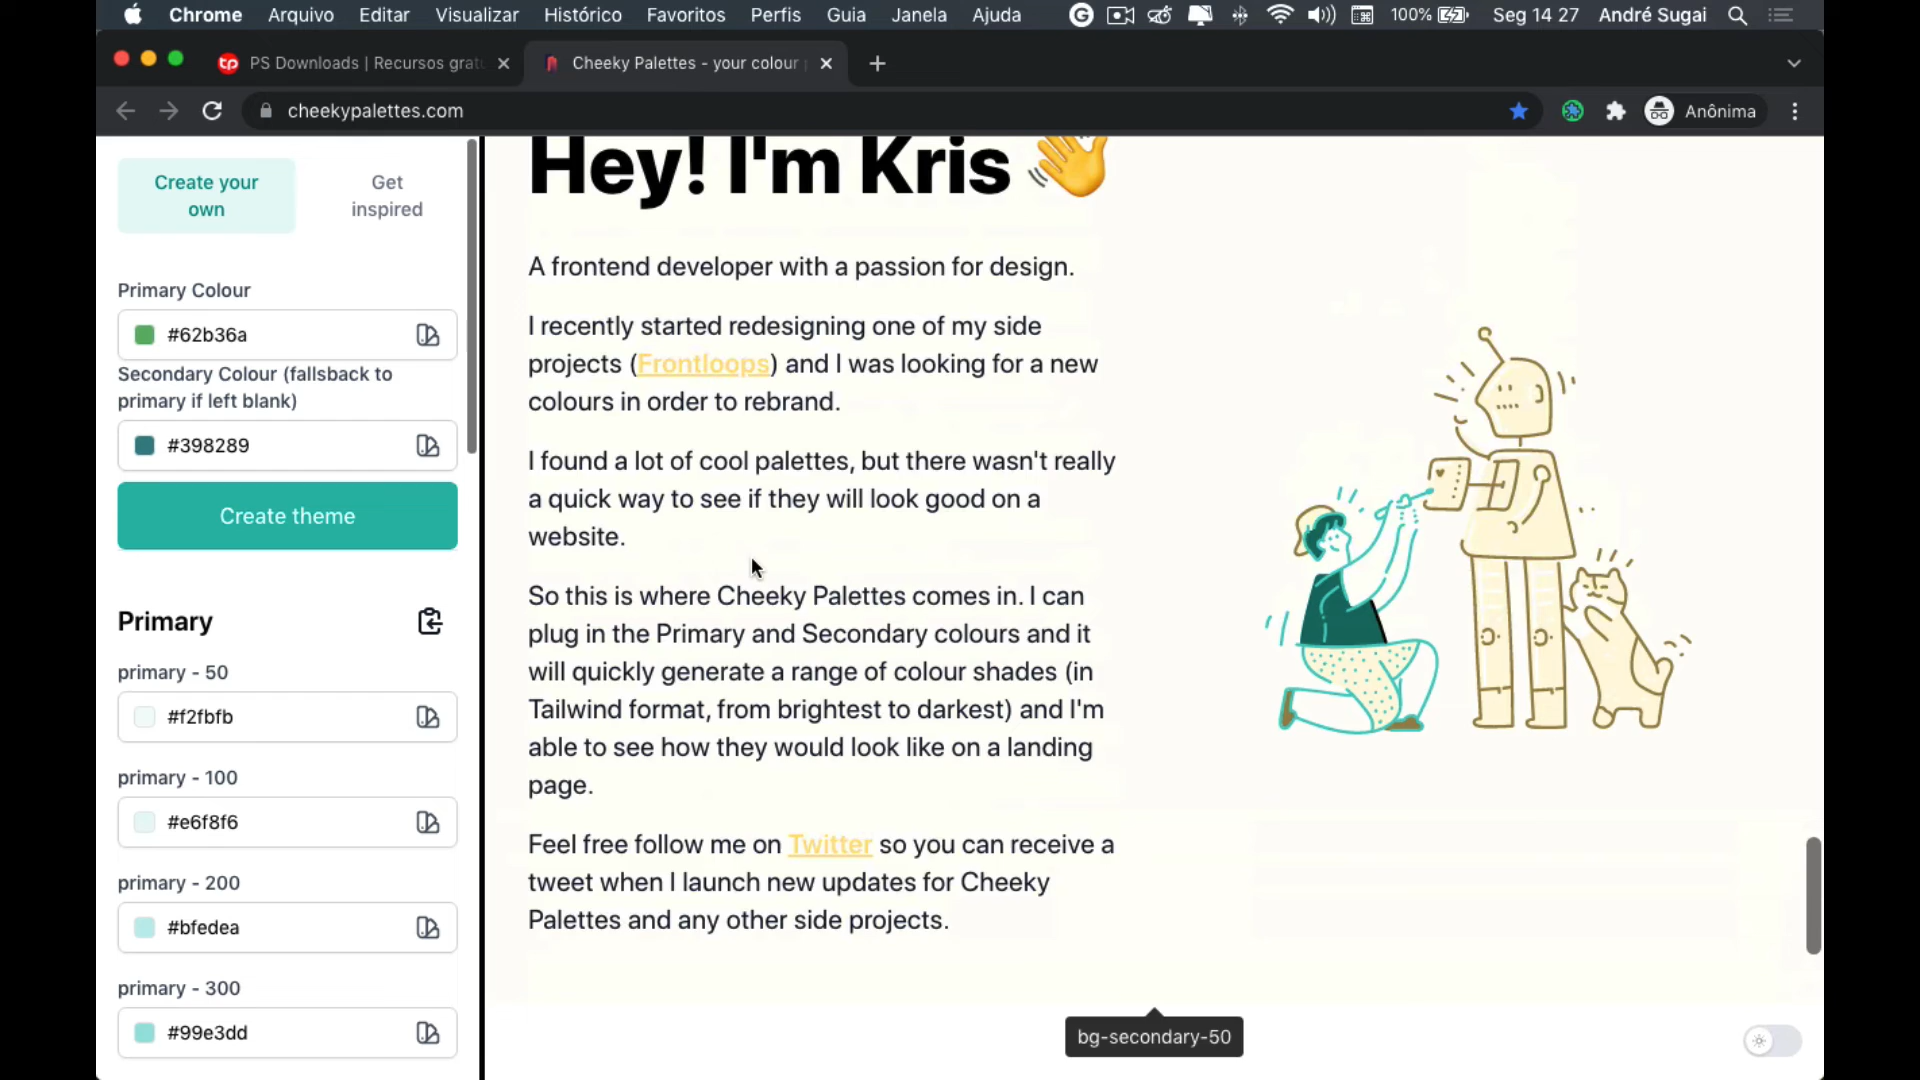 Chrome Arquivo Editar Visualizar Histórico Favoritos Perfis Guia Janela Ajuda 100% Seg 14 27 André Sugai
tp PS Downloads | Recursos grat
Cheeky Palettes - your colour
cheekypalettes.com
Anônima
Create your
own
Get
inspired
Primary Colour
#62b36a
Secondary Colour (fallsback to
primary if left blank)
#398289
Create theme
Primary
primary - 50
#f2fbfb
primary - 100
#e6f8f6
primary - 200
#bfedea
primary - 300
#99e3dd
Hey! I'm Kris
A frontend developer with a passion for design.
I recently started redesigning one of my side
projects (Frontloops) and I was looking for a new
colours in order to rebrand.
I found a lot of cool palettes, but there wasn't really
a quick way to see if they will look good on a
website.
So this is where Cheeky Palettes comes in. I can
plug in the Primary and Secondary colours and it
will quickly generate a range of colour shades (in
Tailwind format, from brightest to darkest) and I'm
able to see how they would look like on a landing
page.
Feel free follow me on Twitter so you can receive a
tweet when I launch new updates for Cheeky
Palettes and any other side projects.
bg-secondary-50